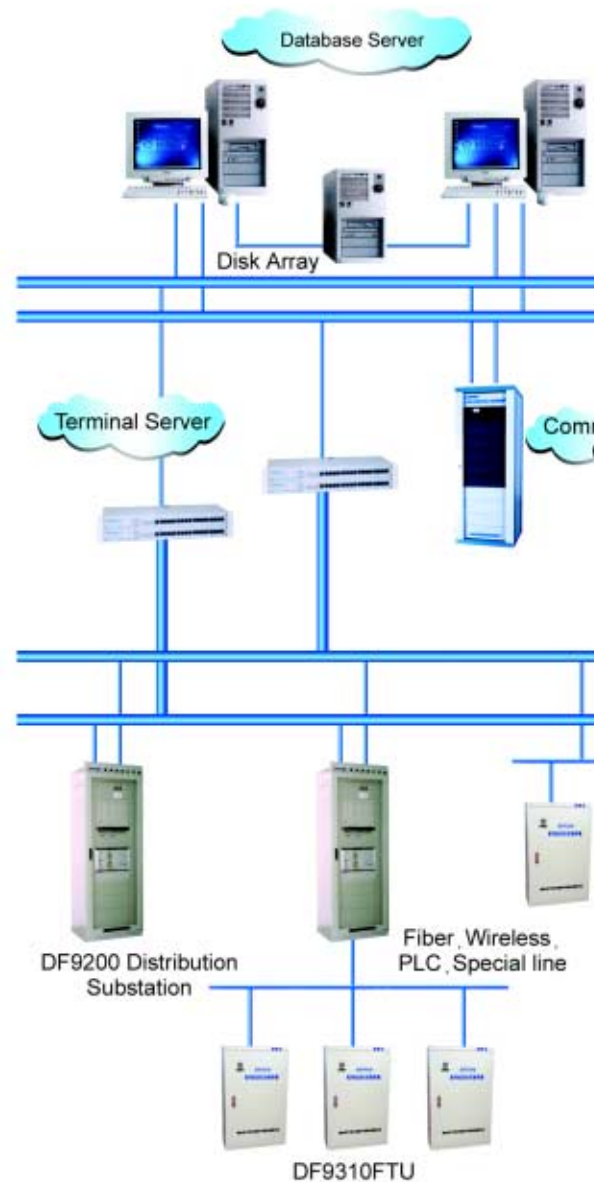 Database Server
Disk Array
Terminal Server
DF9200 Distribution
Substation
Fiber, Wireless,
PLC, Special line
DF9310FTU